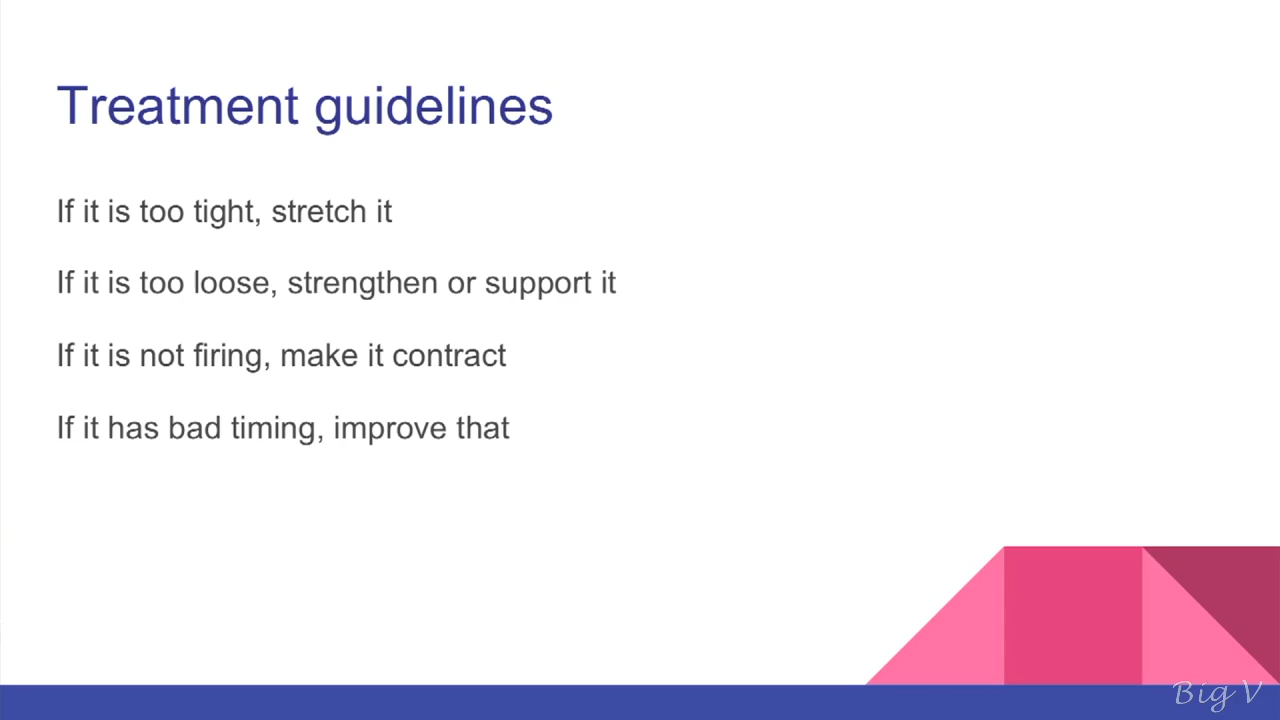 Treatment guidelines
If it is too tight, stretch it
If it is too loose, strengthen or support it
If it is not firing, make it contract
If it has bad timing, improve that
Big V